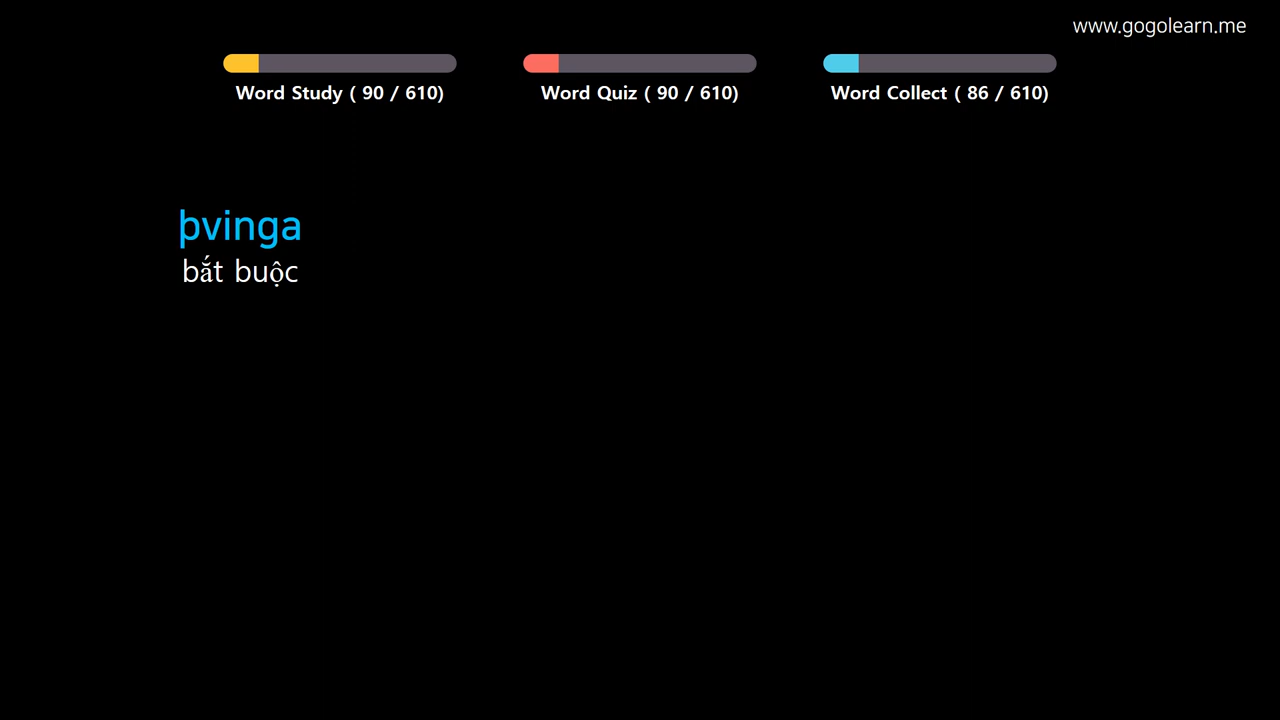 www.gogolearn.me
Word Study ( 90 / 610)
Word Quiz ( 90 / 610)
Word Collect ( 86 / 610)
þvinga
bắt buộc